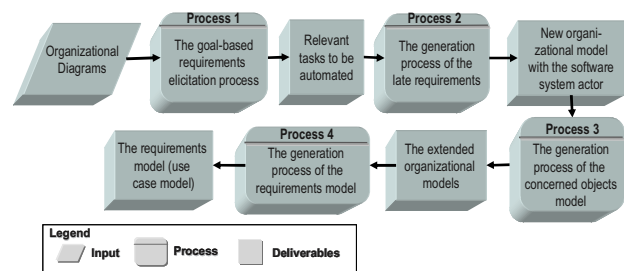 Organizational
Diagrams
Process 1
The goal-based
requirements
elicitation process
Relevant
tasks to be
automated
Process 2
The generation
process of the
late requirements
New organi-
zational model
with the software
system actor
Process 3
The generation
process of the
concerned objects
model
The extended
organizational
models
Process 4
The generation
process of the
requirements model
The requirements
model (use
case model)
Legend
Input
Process
Deliverables